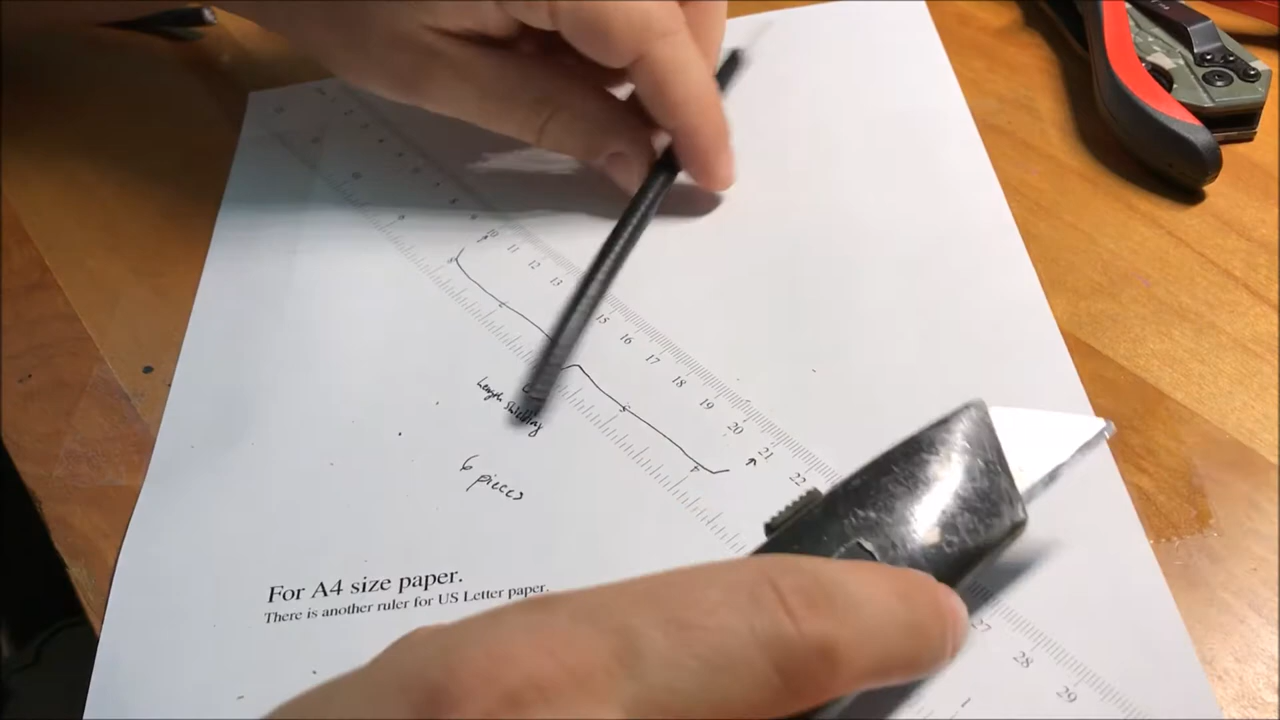 10 11 12 13 15 16 17 18 19 20 21 22
27 28 29
Length shielding
6 pieces
For A4 size paper.
There is another ruler for US Letter paper.